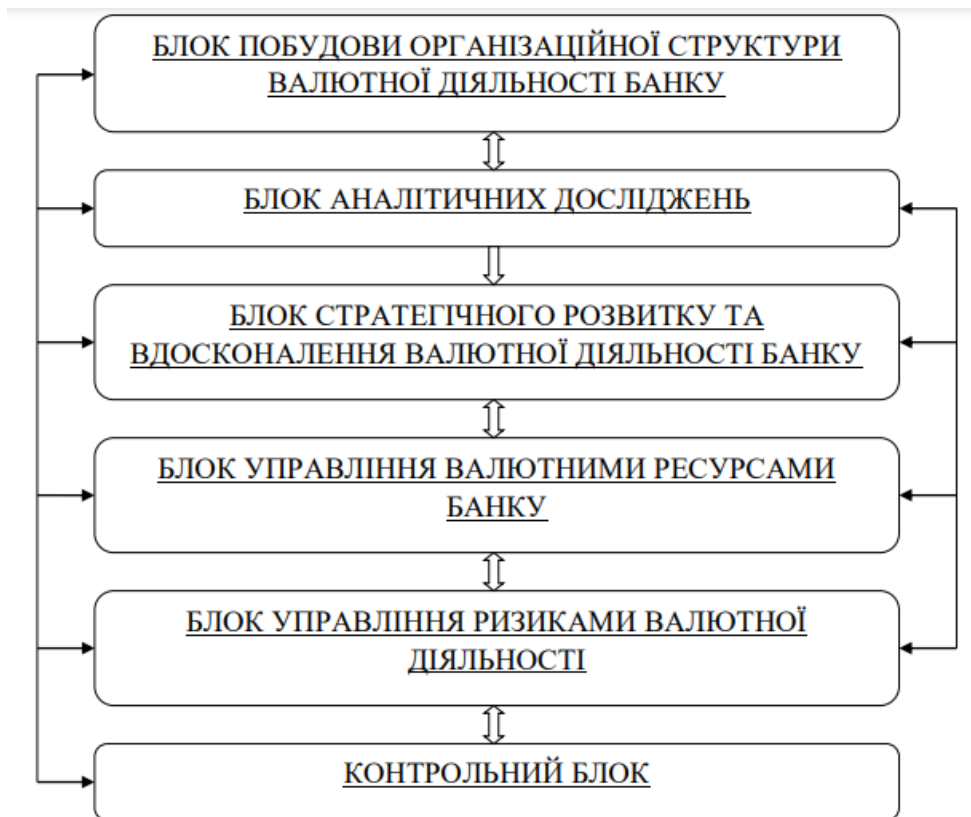 БЛОК ПОБУДОВИ ОРГАНІЗАЦІЙНОЇ СТРУКТУРИ
ВАЛЮТНОЇ ДІЯЛЬНОСТІ БАНКУ
БЛОК АНАЛІТИЧНИХ ДОСЛІДЖЕНЬ
БЛОК СТРАТЕГІЧНОГО РОЗВИТКУ ТА
ВДОСКОНАЛЕННЯ ВАЛЮТНОЇ ДІЯЛЬНОСТІ БАНКУ
БЛОК УПРАВЛІННЯ ВАЛЮТНИМИ РЕСУРСАМИ
БАНКУ
БЛОК УПРАВЛІННЯ РИЗИКАМИ ВАЛЮТНОЇ
ДІЯЛЬНОСТІ
КОНТРОЛЬНИЙ БЛОК